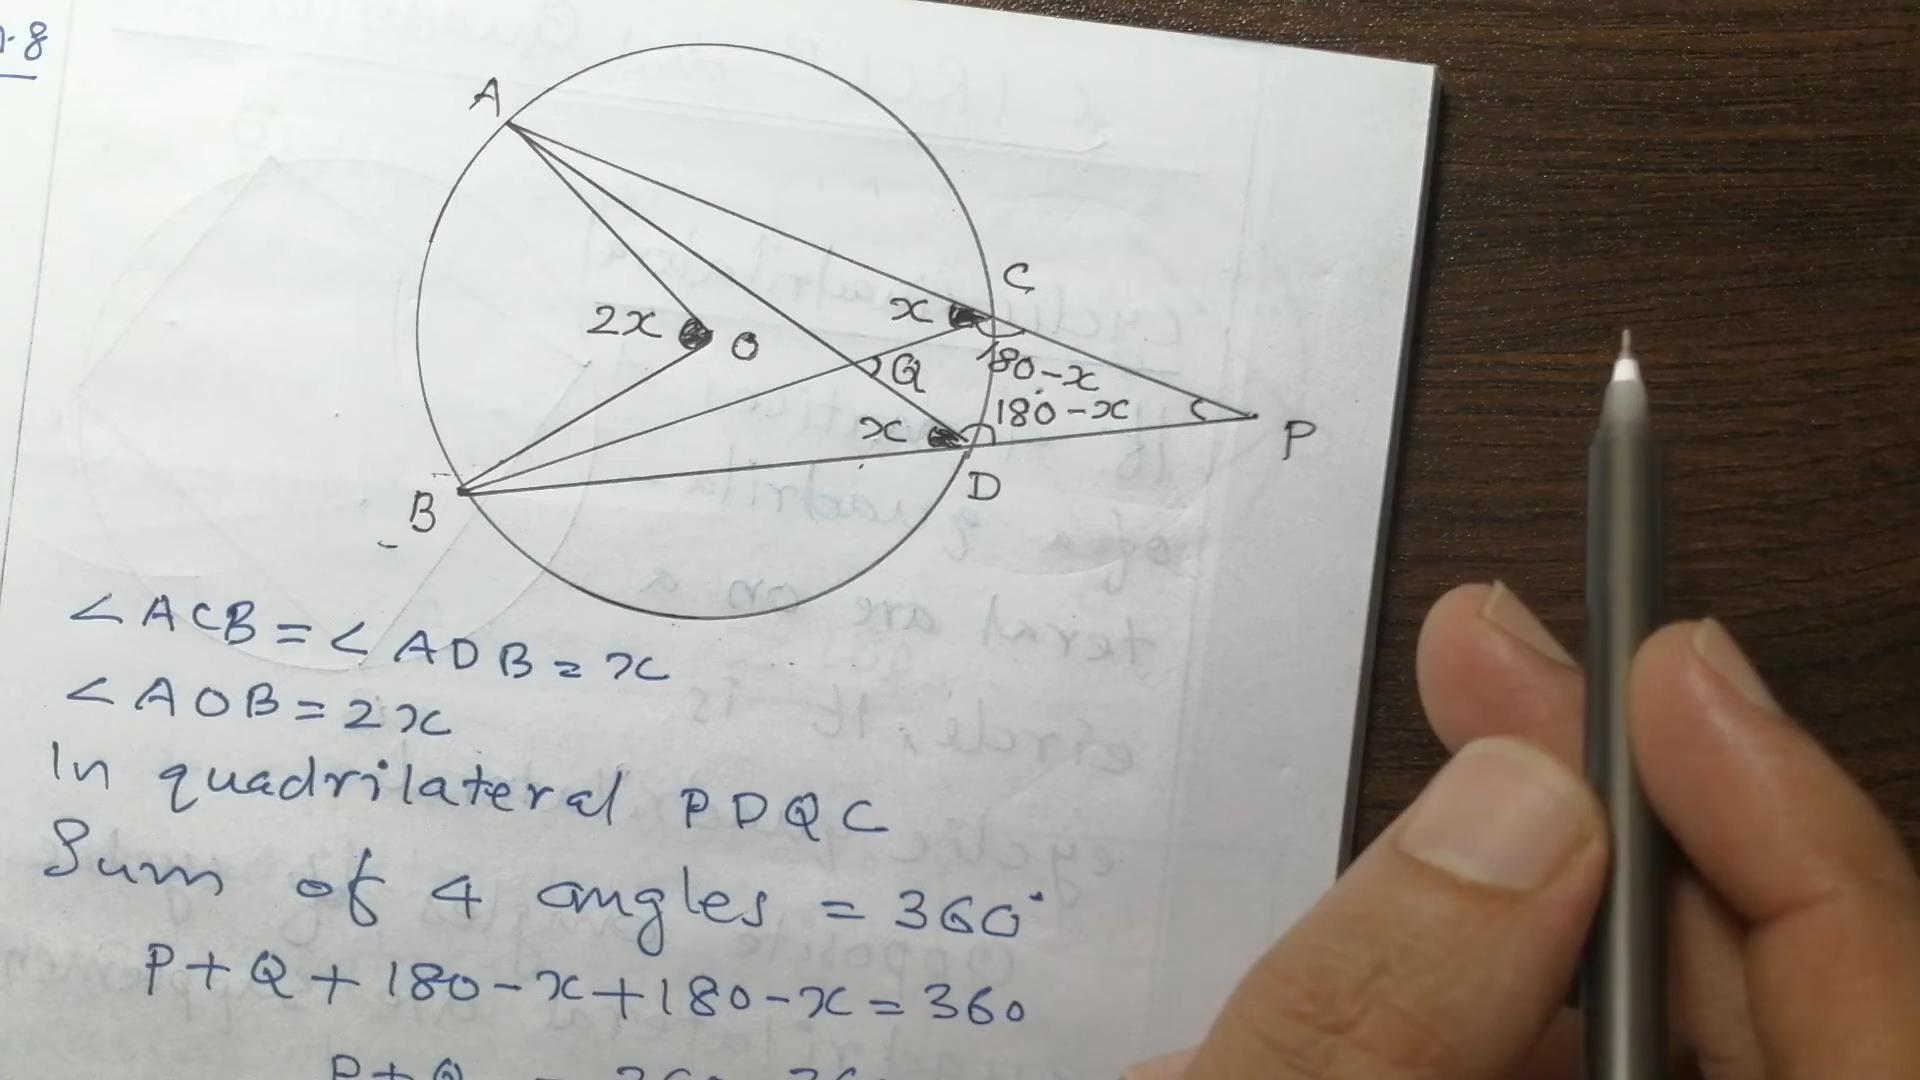 A
C
x
2x
O
Q
180-x
180-x
x
P
D
B
∠ACB=∠ADB=x
∠AOB=2x
In quadrilateral PDQC
Sum of 4 angles = 360°
P+Q+180-x+180-x=360
P+Q =